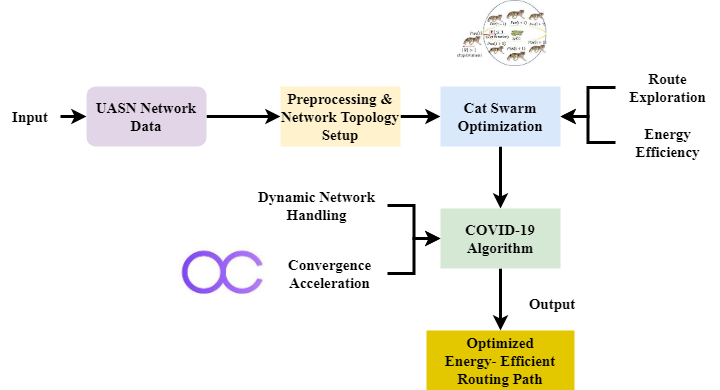 Input
UASN Network
Data
Preprocessing &
Network Topology
Setup
Cat Swarm
Optimization
Route
Exploration
Energy
Efficiency
Dynamic Network
Handling
Convergence
Acceleration
COVID-19
Algorithm
Output
Optimized
Energy- Efficient
Routing Path